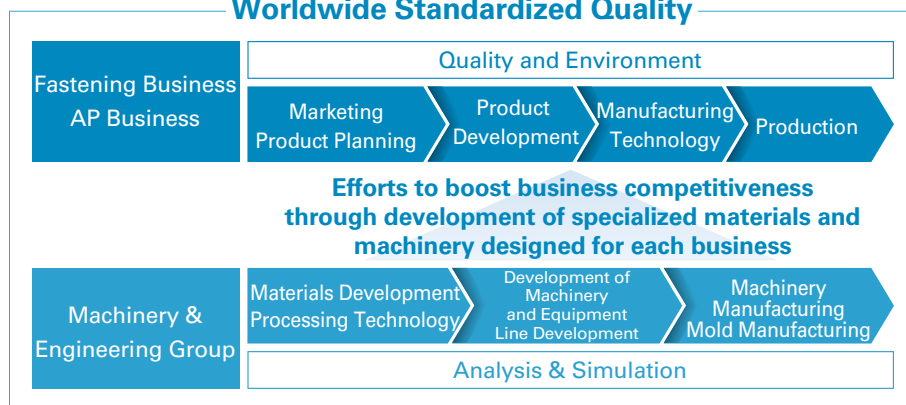 Worldwide Standardized Quality
Fastening Business
AP Business
Quality and Environment
Marketing
Product Planning
Product
Development
Manufacturing
Technology
Production
Efforts to boost business competitiveness
through development of specialized materials and
machinery designed for each business
Machinery &
Engineering Group
Materials Development
Processing Technology
Development of
Machinery
and Equipment
Line Development
Machinery
Manufacturing
Mold Manufacturing
Analysis & Simulation